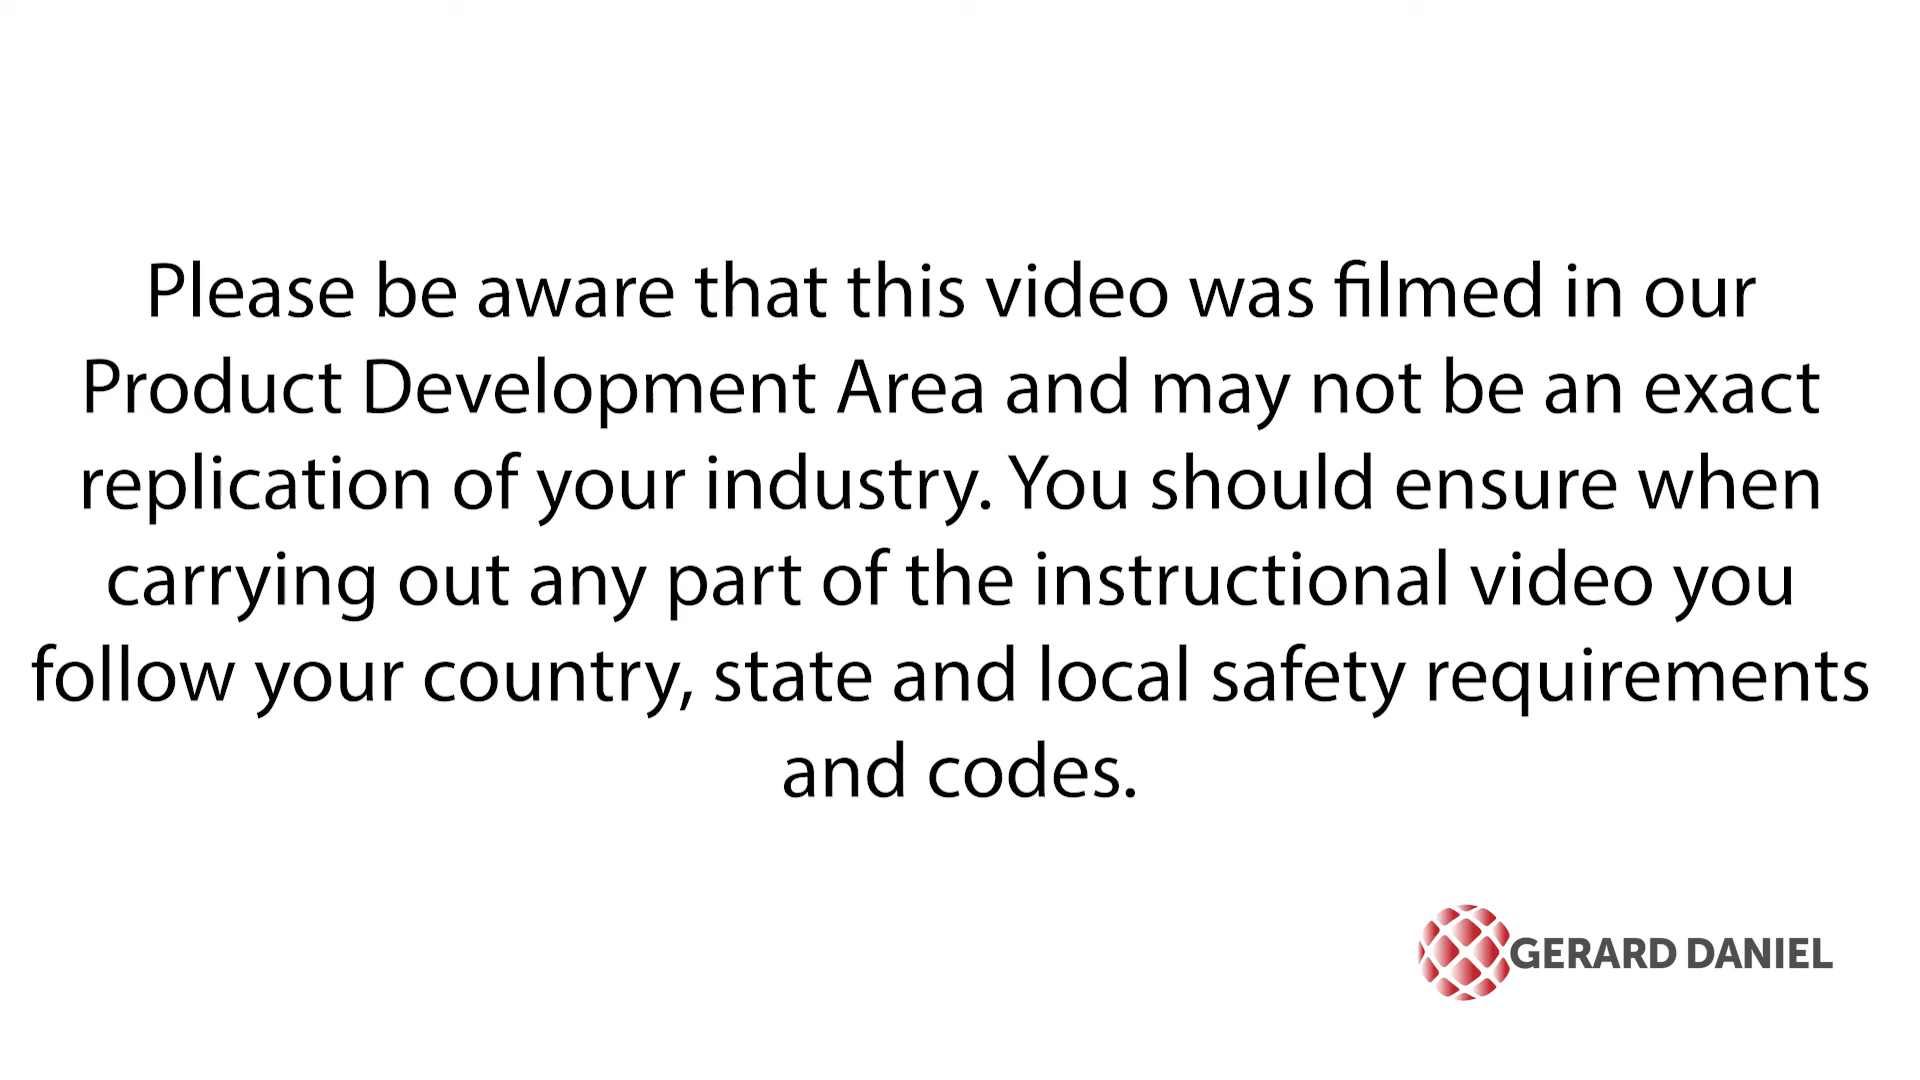 Please be aware that this video was filmed in our
Product Development Area and may not be an exact
replication of your industry. You should ensure when
carrying out any part of the instructional video you
follow your country, state and local safety requirements
and codes.
GERARD DANIEL